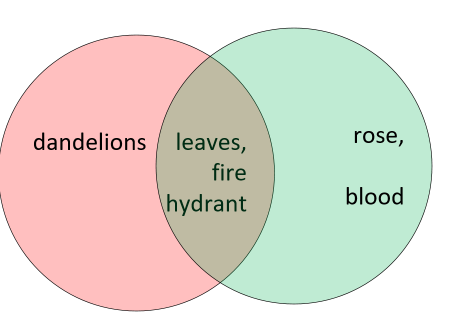 dandelions
leaves,
fire
hydrant
rose,
blood